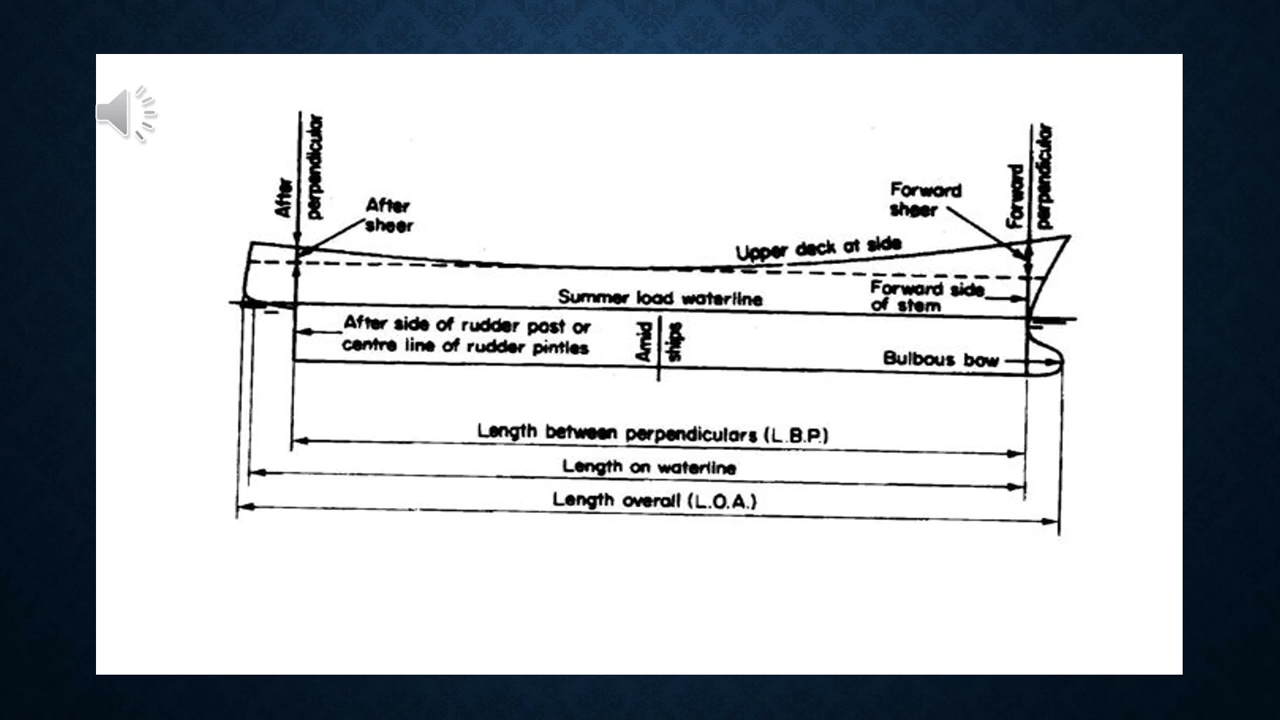 After
perpendicular
After
sheer
Forward
sheer
Forward
perpendicular
Upper deck at side
Summer load waterline
Forward side
of stem
After side of rudder post or
centre line of rudder pintles
Amid
ships
Bulbous bow
Length between perpendiculars (L.B.P.)
Length on waterline
Length overall (L.O.A.)